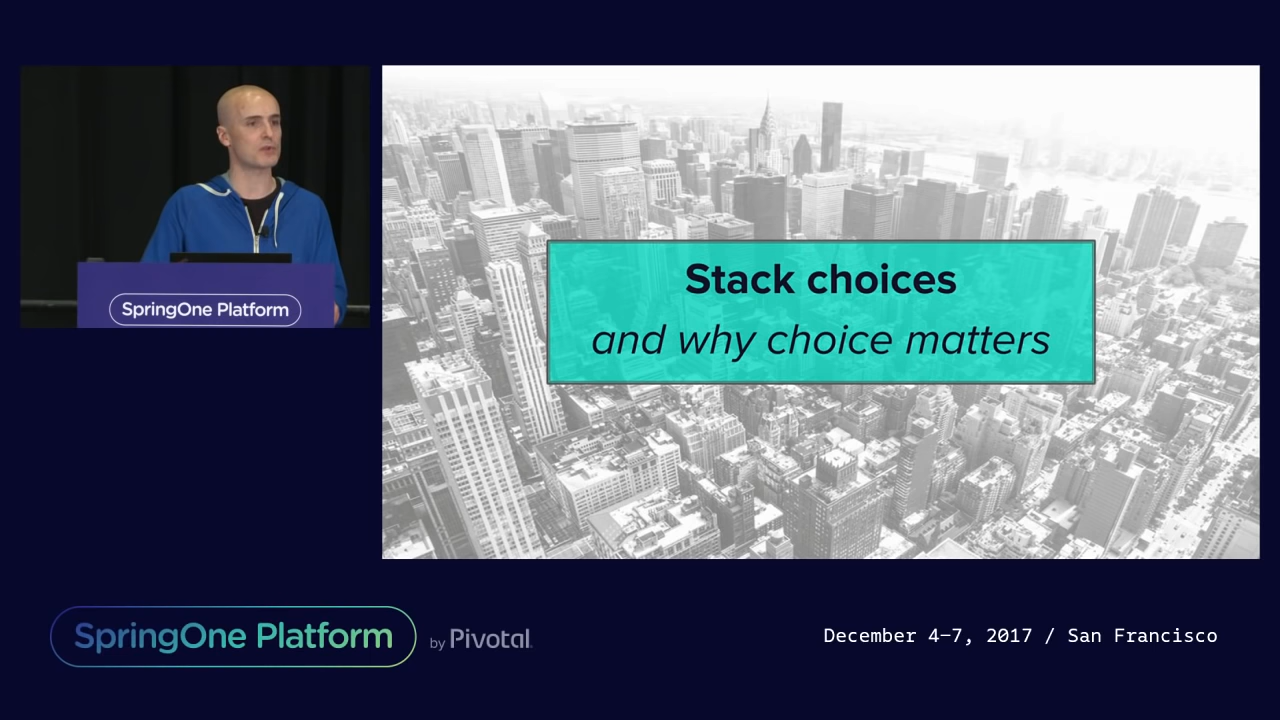 Stack choices
and why choice matters
SpringOne Platform
SpringOne Platform by Pivotal
December 4–7, 2017 / San Francisco